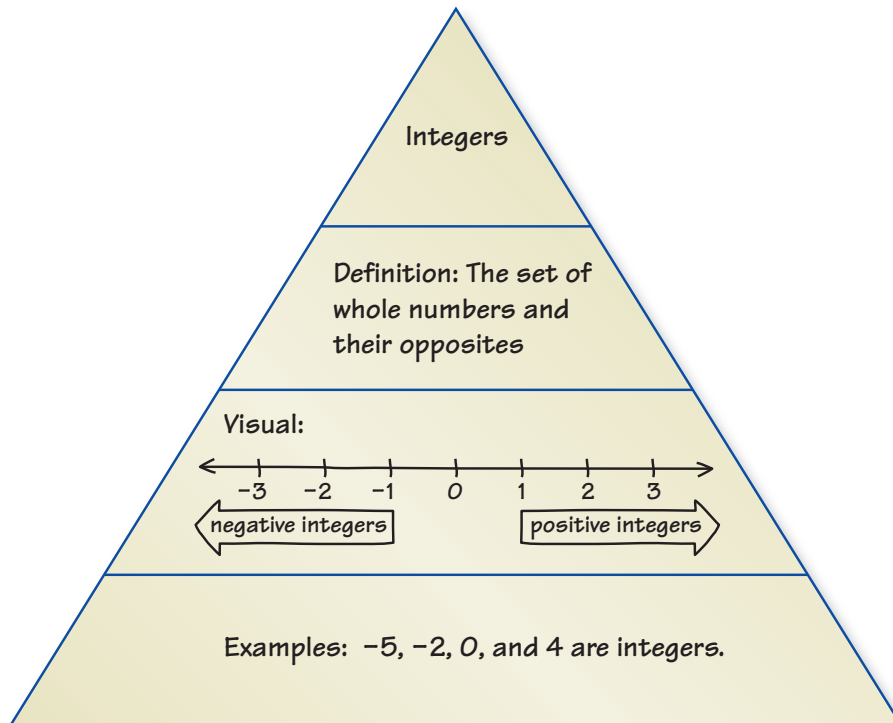 Integers
Definition: The set of
whole numbers and
their opposites
Visual:
−3 −2 −1 0 1 2 3
negative integers positive integers
Examples: −5, −2, 0, and 4 are integers.